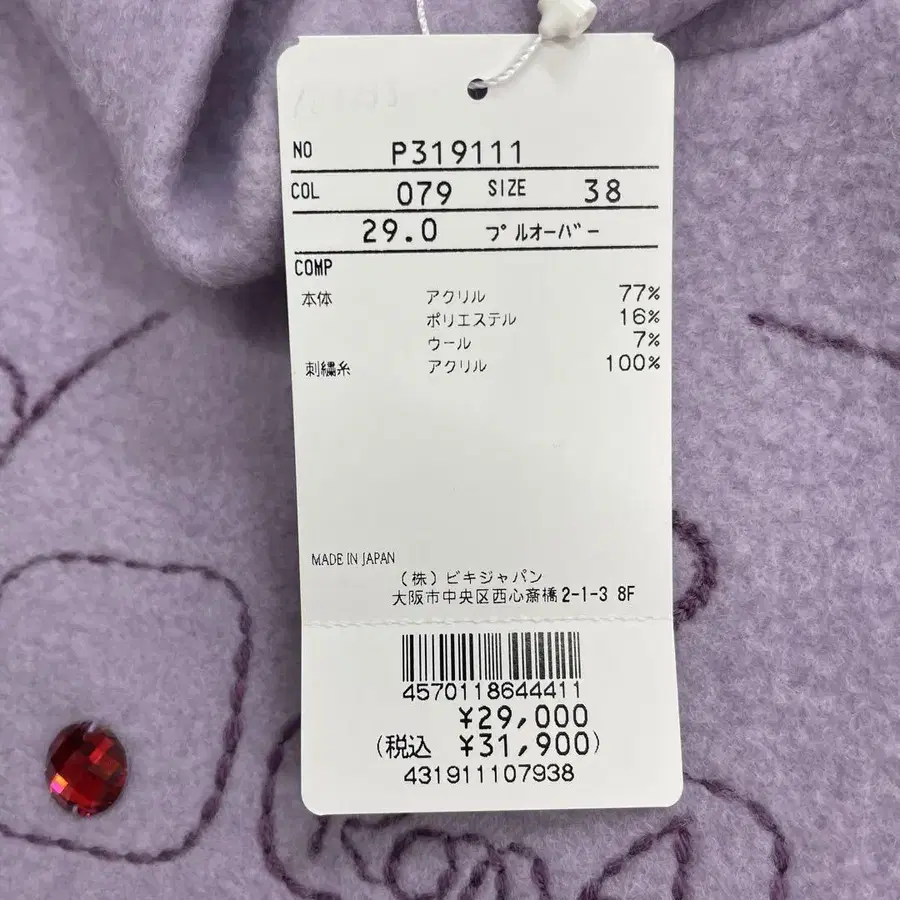 NO P319111
COL 079 SIZE 38
29.0 プルオーバー
COMP
本体 アクリル 77%
ポリエステル 16%
ウール 7%
刺繍糸 アクリル 100%
MADE IN JAPAN
(株)ビキジャパン
大阪市中央区西心斎橋2-1-3 8F
4570118644411
¥29,000
(税込 ¥31,900)
431911107938